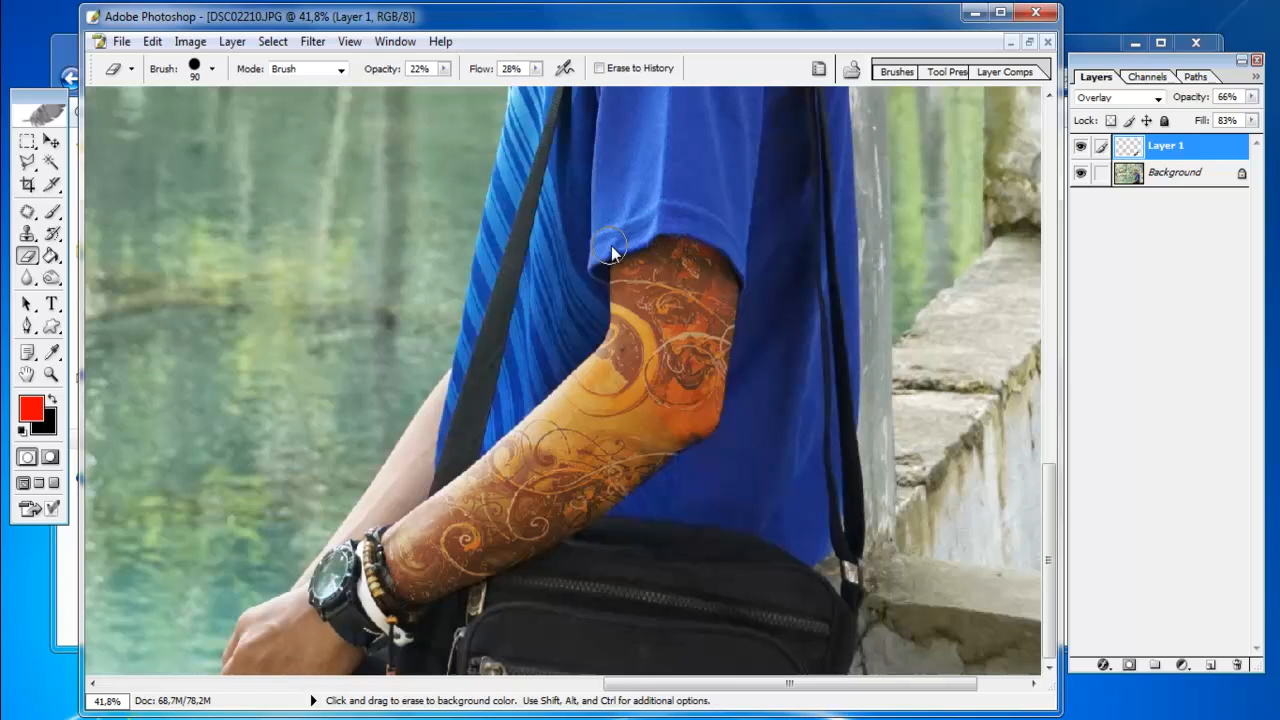 Adobe Photoshop - [DSC02210.JPG @ 41,8% (Layer 1, RGB/8)]
File Edit Image Layer Select Filter View Window Help
Brush: 90 Mode: Brush Opacity: 22% Flow: 28% Erase to History Brushes Tool Pres Layer Comps
Layers Channels Paths
Overlay Opacity: 66%
Lock: Fill: 83%
Layer 1
Background
T
41,8% Doc: 68,7M/78,2M Click and drag to erase to background color. Use Shift, Alt, and Ctrl for additional options.